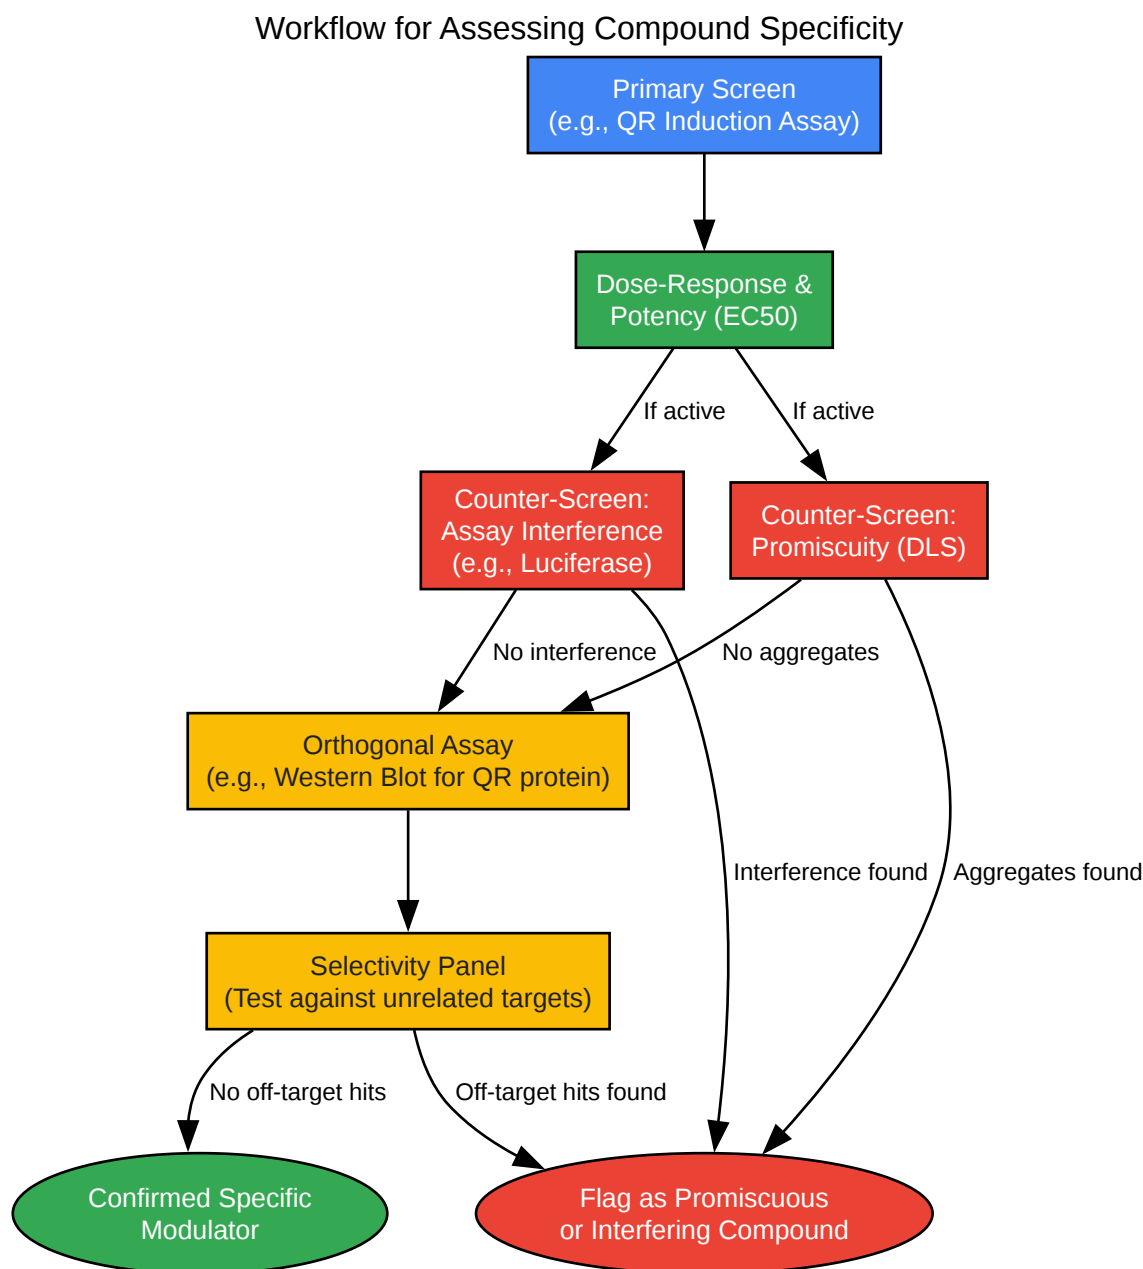 Workflow for Assessing Compound Specificity
Primary Screen
(e.g., QR Induction Assay)
Dose-Response &
Potency (EC50)
If active
If active
Counter-Screen:
Assay Interference
(e.g., Luciferase)
Counter-Screen:
Promiscuity (DLS)
No interference
No aggregates
Orthogonal Assay
(e.g., Western Blot for QR protein)
Interference found
Aggregates found
Selectivity Panel
(Test against unrelated targets)
No off-target hits
Off-target hits found
Confirmed Specific
Modulator
Flag as Promiscuous
or Interfering Compound